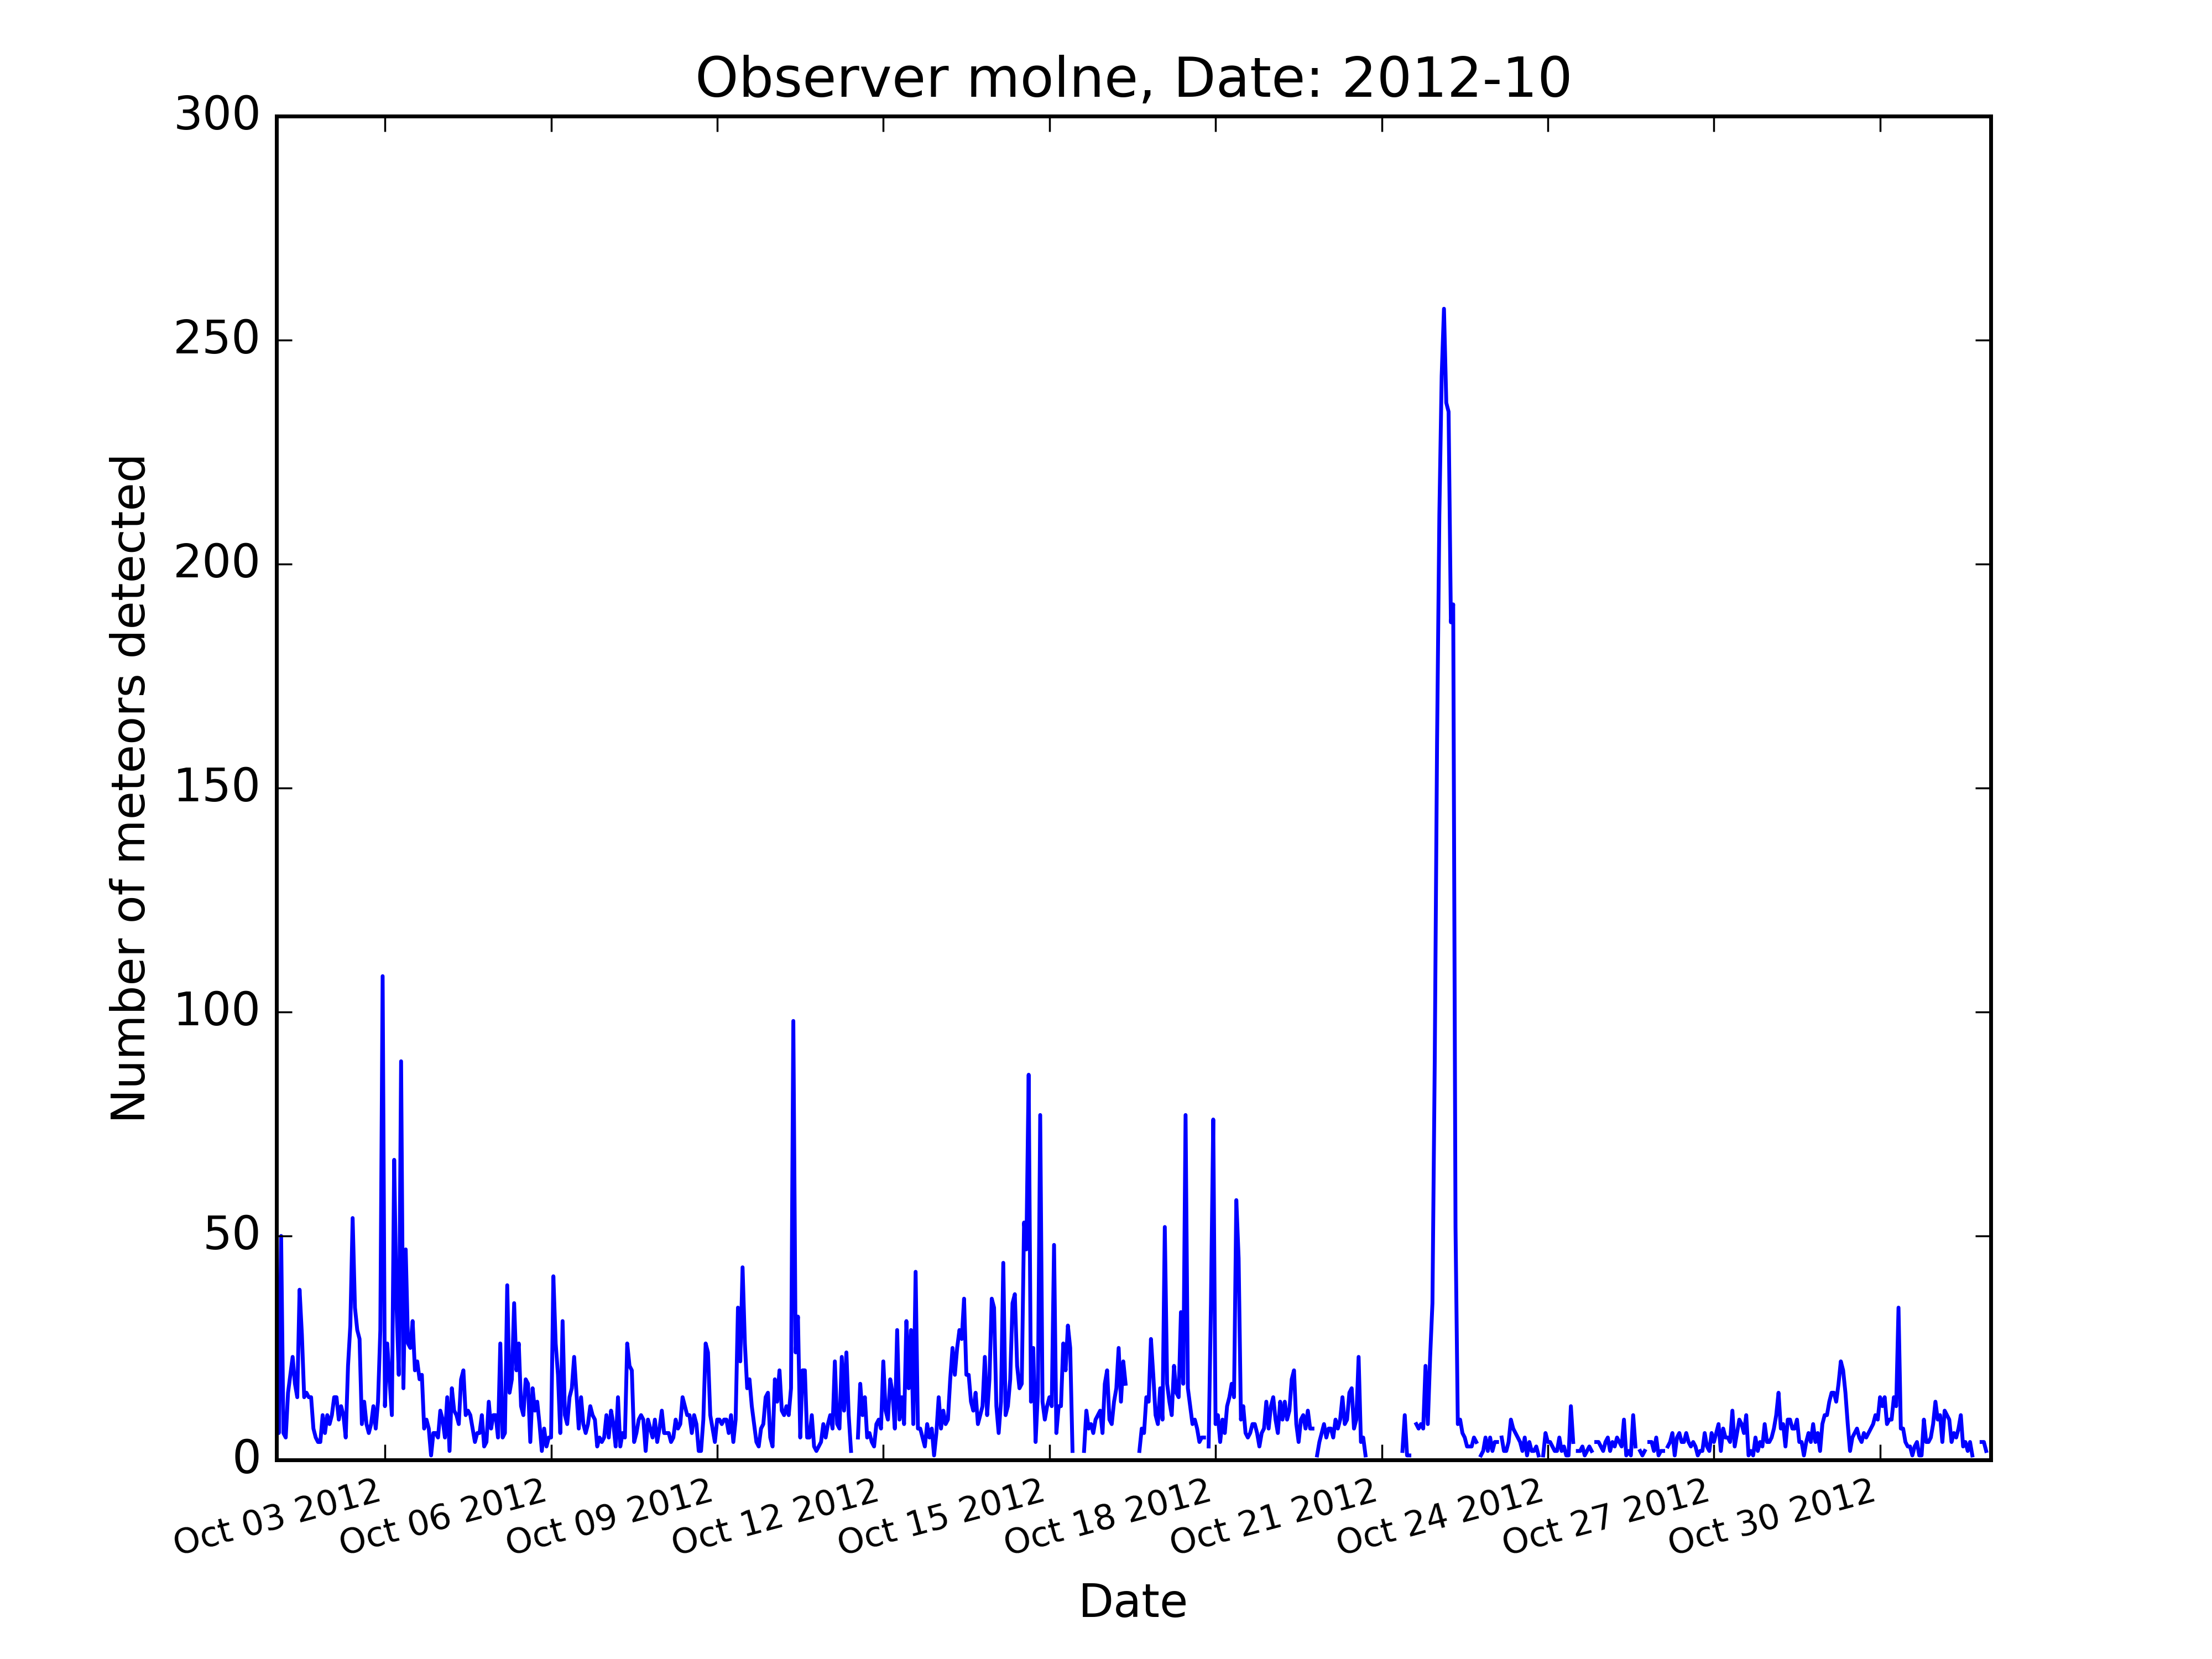 Observer molne, Date: 2012-10
300
250
200
150
100
50
0
Number of meteors detected
Oct 03 2012
Oct 06 2012
Oct 09 2012
Oct 12 2012
Oct 15 2012
Oct 18 2012
Oct 21 2012
Oct 24 2012
Oct 27 2012
Oct 30 2012
Date